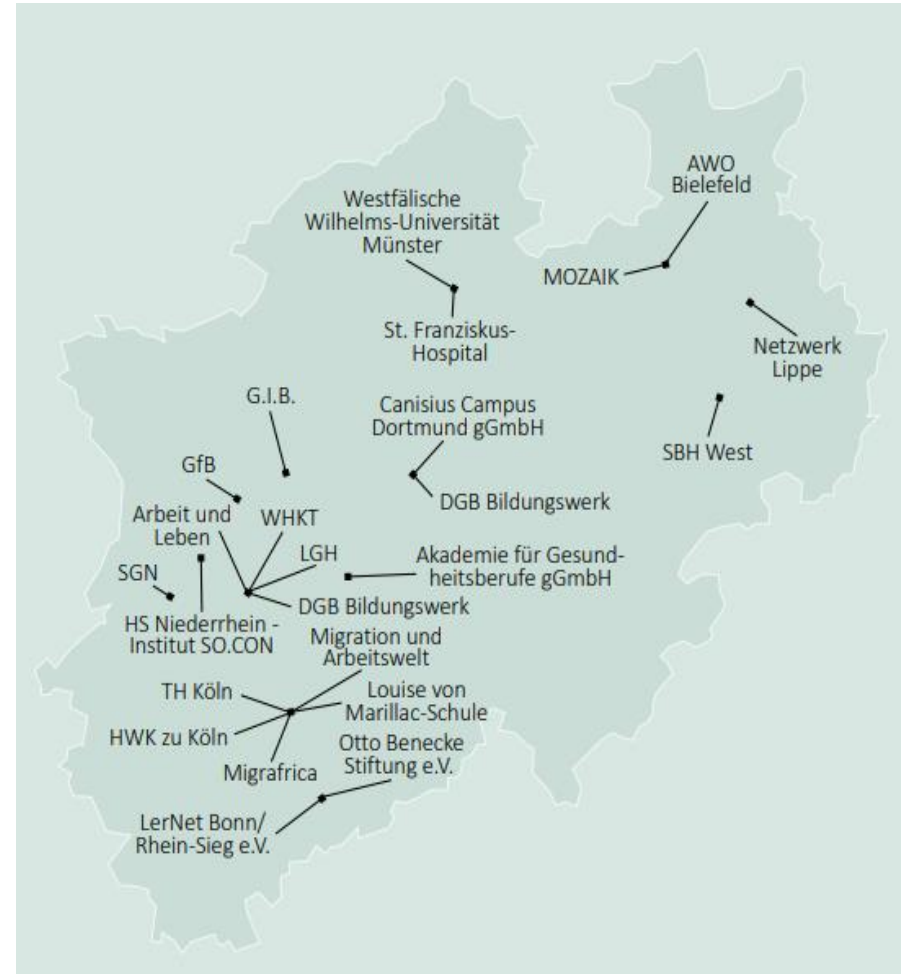 AWO
Bielefeld
Westfälische
Wilhelms-Universität
Münster
MOZAIK
St. Franziskus-
Hospital
Netzwerk
Lippe
G.I.B.
Canisius Campus
Dortmund gGmbH
SBH West
GfB
DGB Bildungswerk
Arbeit und
Leben
WHKT
LGH
Akademie für Gesund-
heitsberufe gGmbH
SGN
DGB Bildungswerk
HS Niederrhein -
Institut SO.CON
Migration und
Arbeitswelt
TH Köln
Louise von
Marillac-Schule
HWK zu Köln
Otto Benecke
Stiftung e.V.
Migrafrica
LerNet Bonn/
Rhein-Sieg e.V.